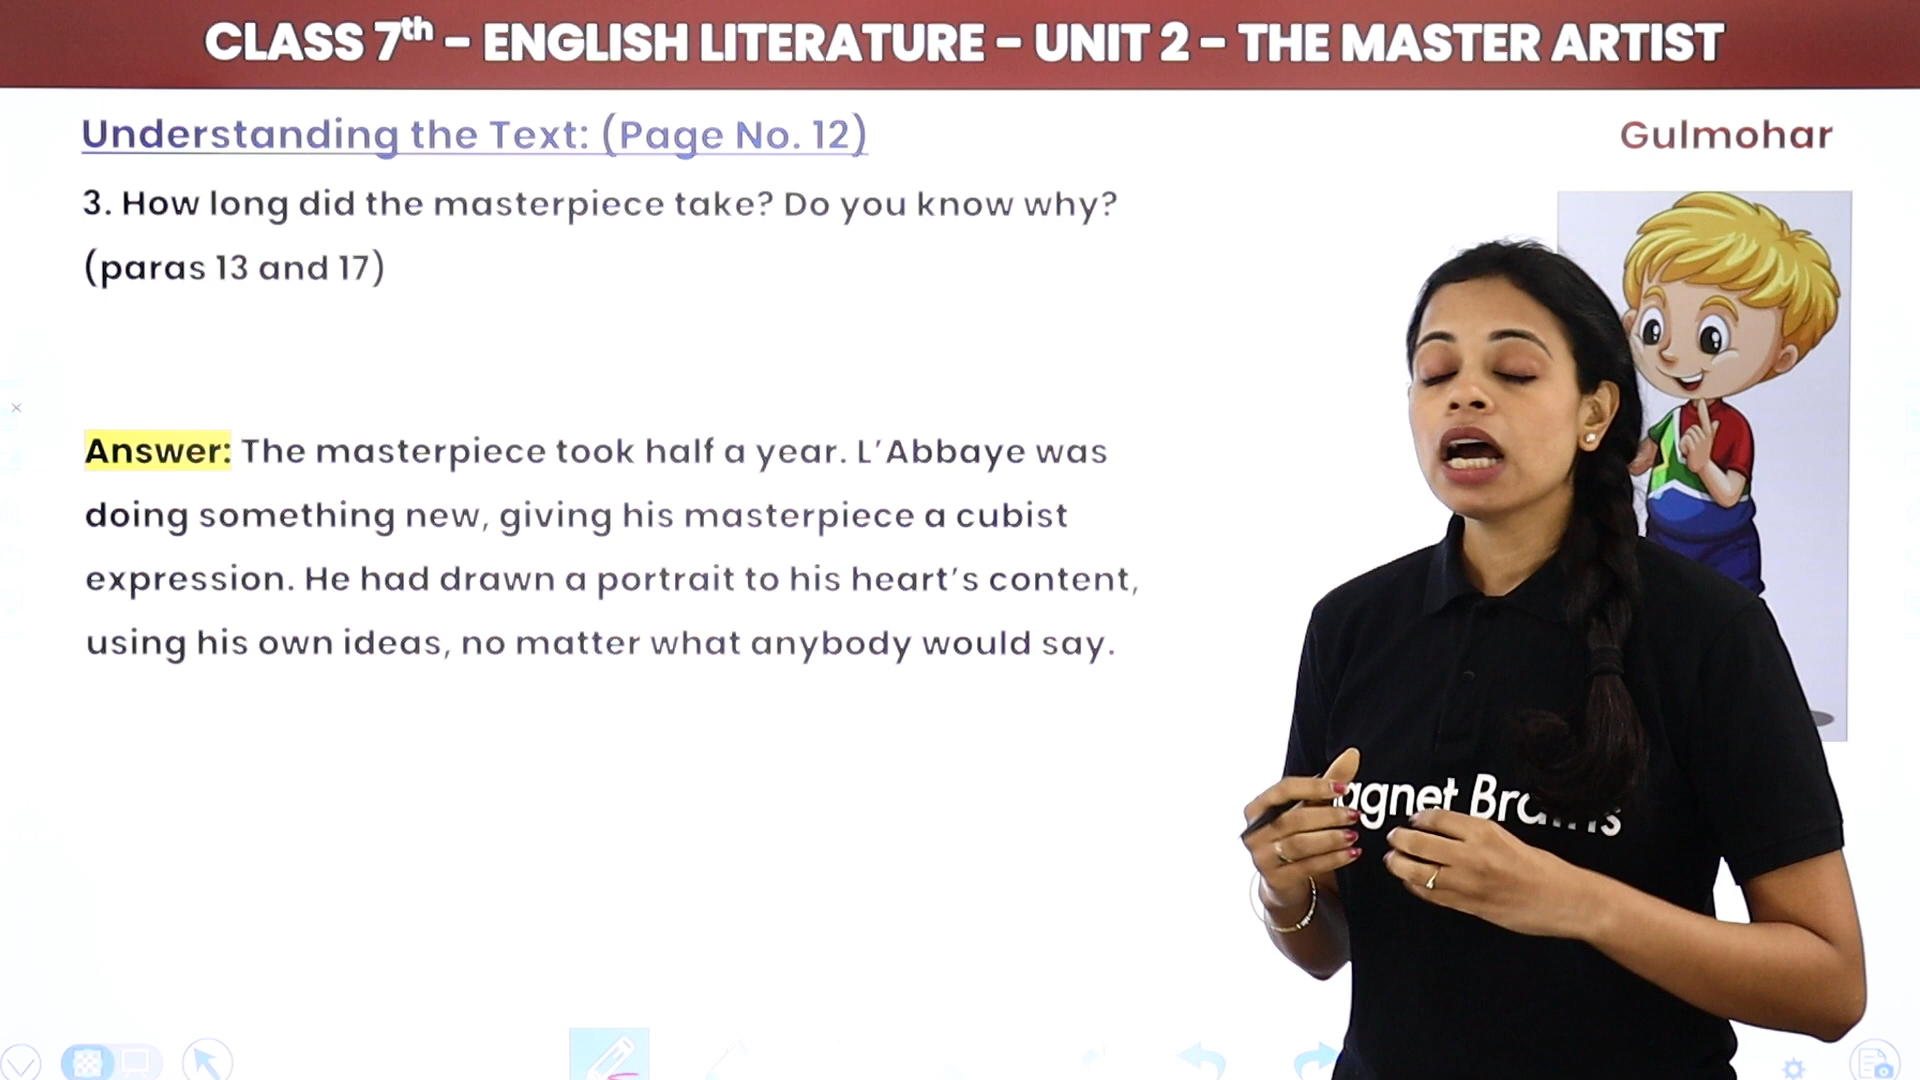 CLASS 7th - ENGLISH LITERATURE - UNIT 2 - THE MASTER ARTIST
Understanding the Text: (Page No. 12)
Gulmohar
3. How long did the masterpiece take? Do you know why?
(paras 13 and 17)
Answer: The masterpiece took half a year. L'Abbaye was
doing something new, giving his masterpiece a cubist
expression. He had drawn a portrait to his heart's content,
using his own ideas, no matter what anybody would say.
agnet Bra